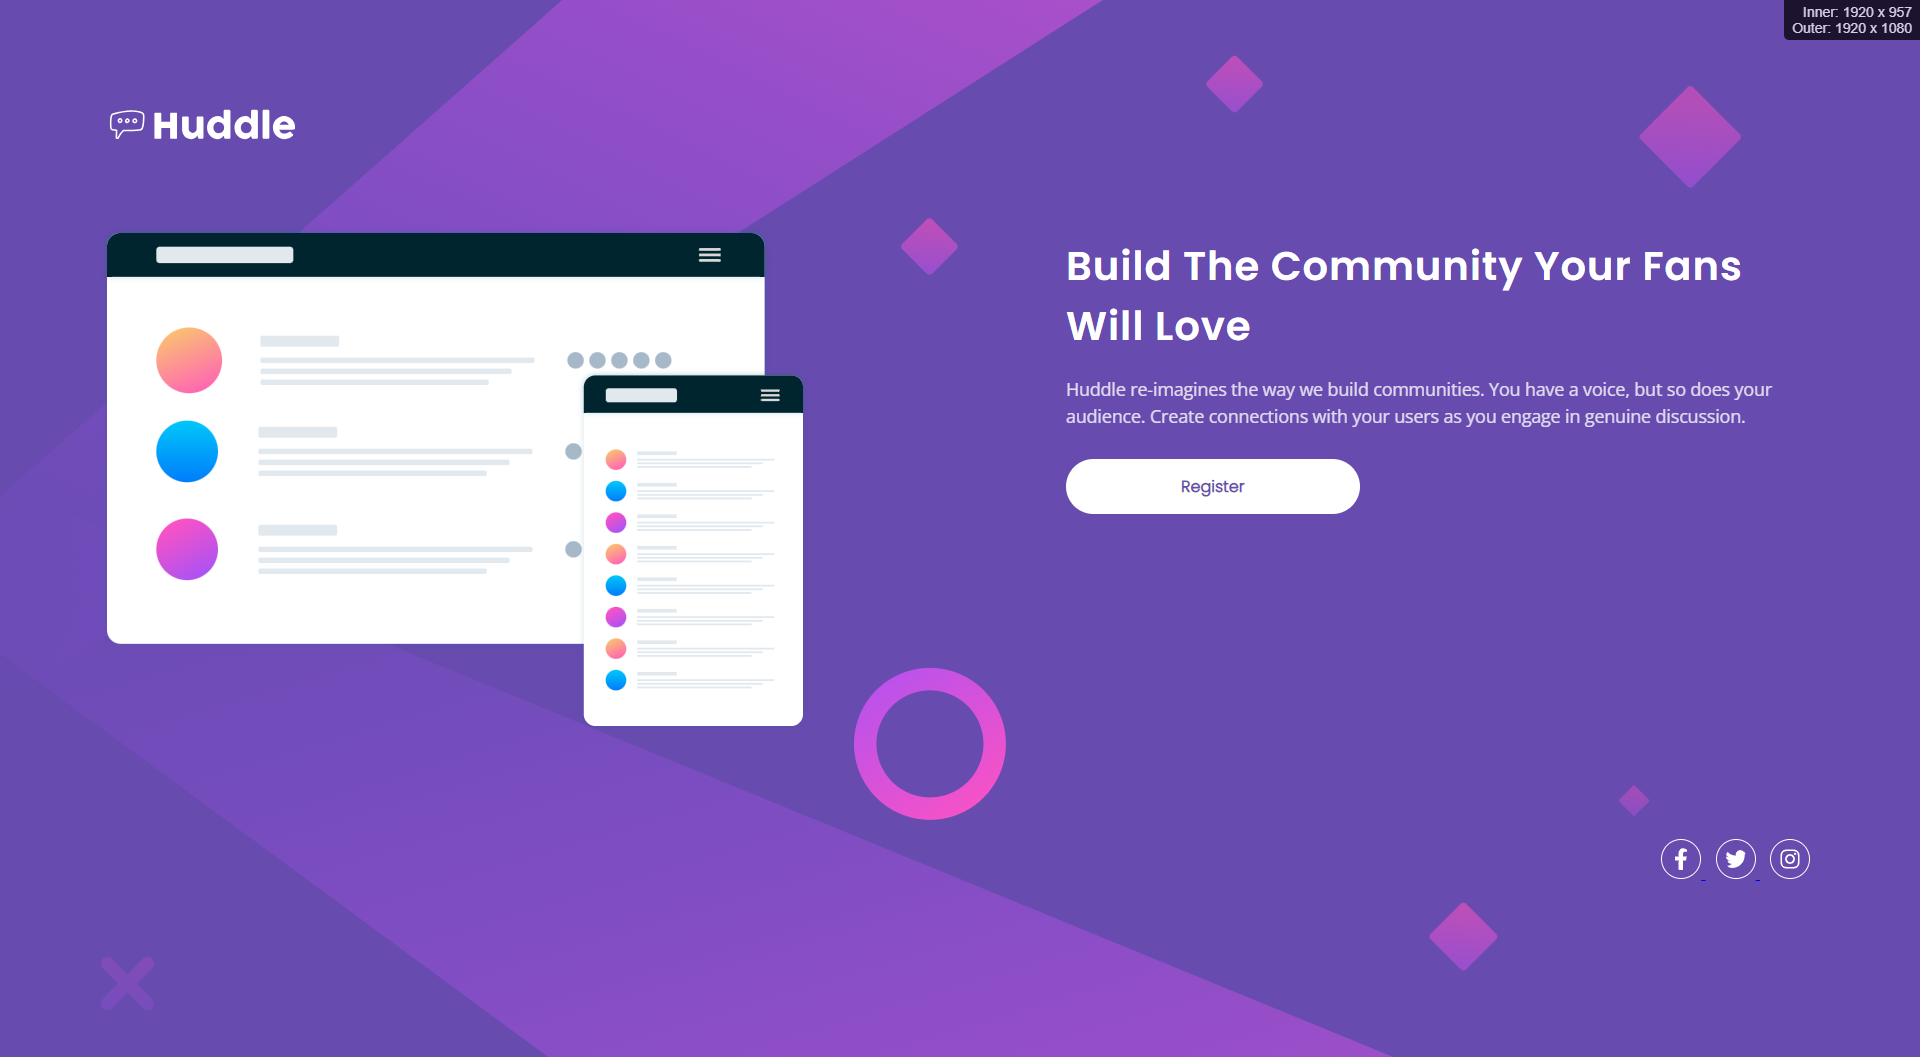 Inner: 1920 x 957
Outer: 1920 x 1080
Huddle
Build The Community Your Fans
Will Love
Huddle re-imagines the way we build communities. You have a voice, but so does your
audience. Create connections with your users as you engage in genuine discussion.
Register